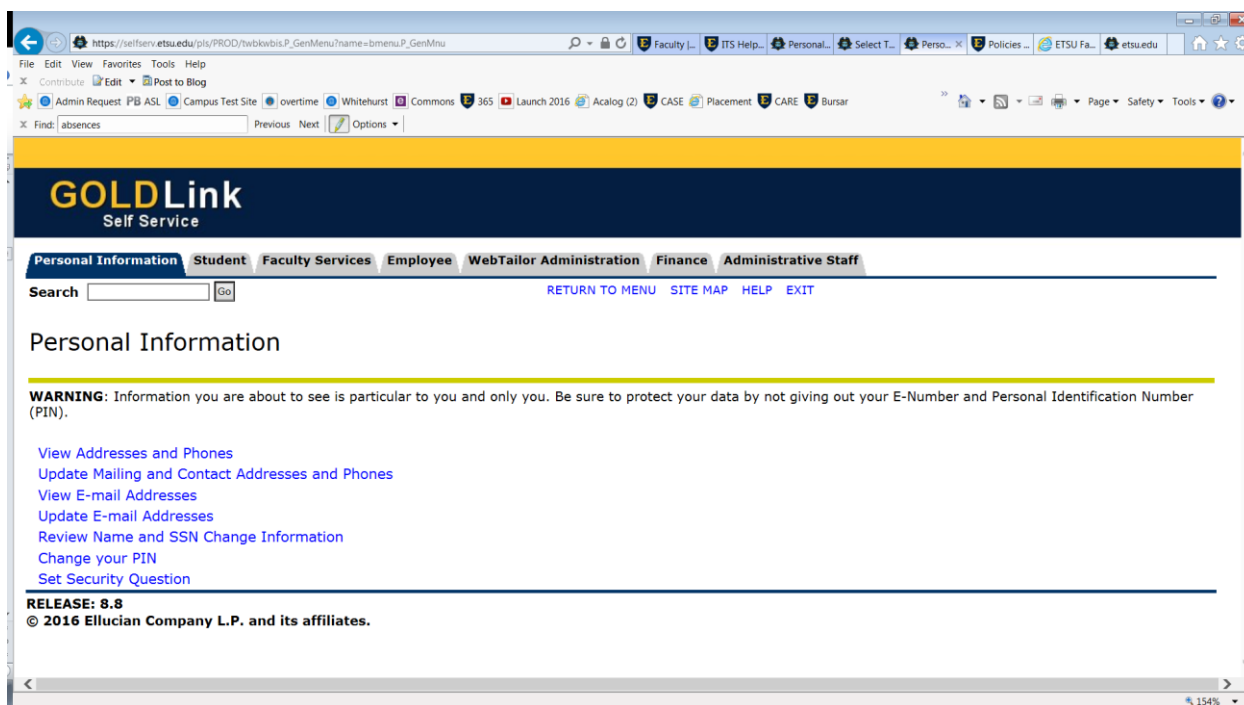 https://selfserv.etsu.edu/pls/PROD/twbkwbis.P_GenMenu?name=bmenu.P_GenMnu
Faculty |... ITS Help... Personal... Select T... Perso... × Policies ... ETSU Fa... etsu.edu
File Edit View Favorites Tools Help
X Contribute Edit Post to Blog
Admin Request PB ASL Campus Test Site overtime Whitehurst Commons 365 Launch 2016 Acalog (2) CASE Placement CARE Bursar » Page Safety Tools
X Find: absences Previous Next Options
GOLDLink
Self Service
Personal Information Student Faculty Services Employee WebTailor Administration Finance Administrative Staff
Search Go RETURN TO MENU SITE MAP HELP EXIT
Personal Information
WARNING: Information you are about to see is particular to you and only you. Be sure to protect your data by not giving out your E-Number and Personal Identification Number
(PIN).
View Addresses and Phones
Update Mailing and Contact Addresses and Phones
View E-mail Addresses
Update E-mail Addresses
Review Name and SSN Change Information
Change your PIN
Set Security Question
RELEASE: 8.8
© 2016 Ellucian Company L.P. and its affiliates.
154%